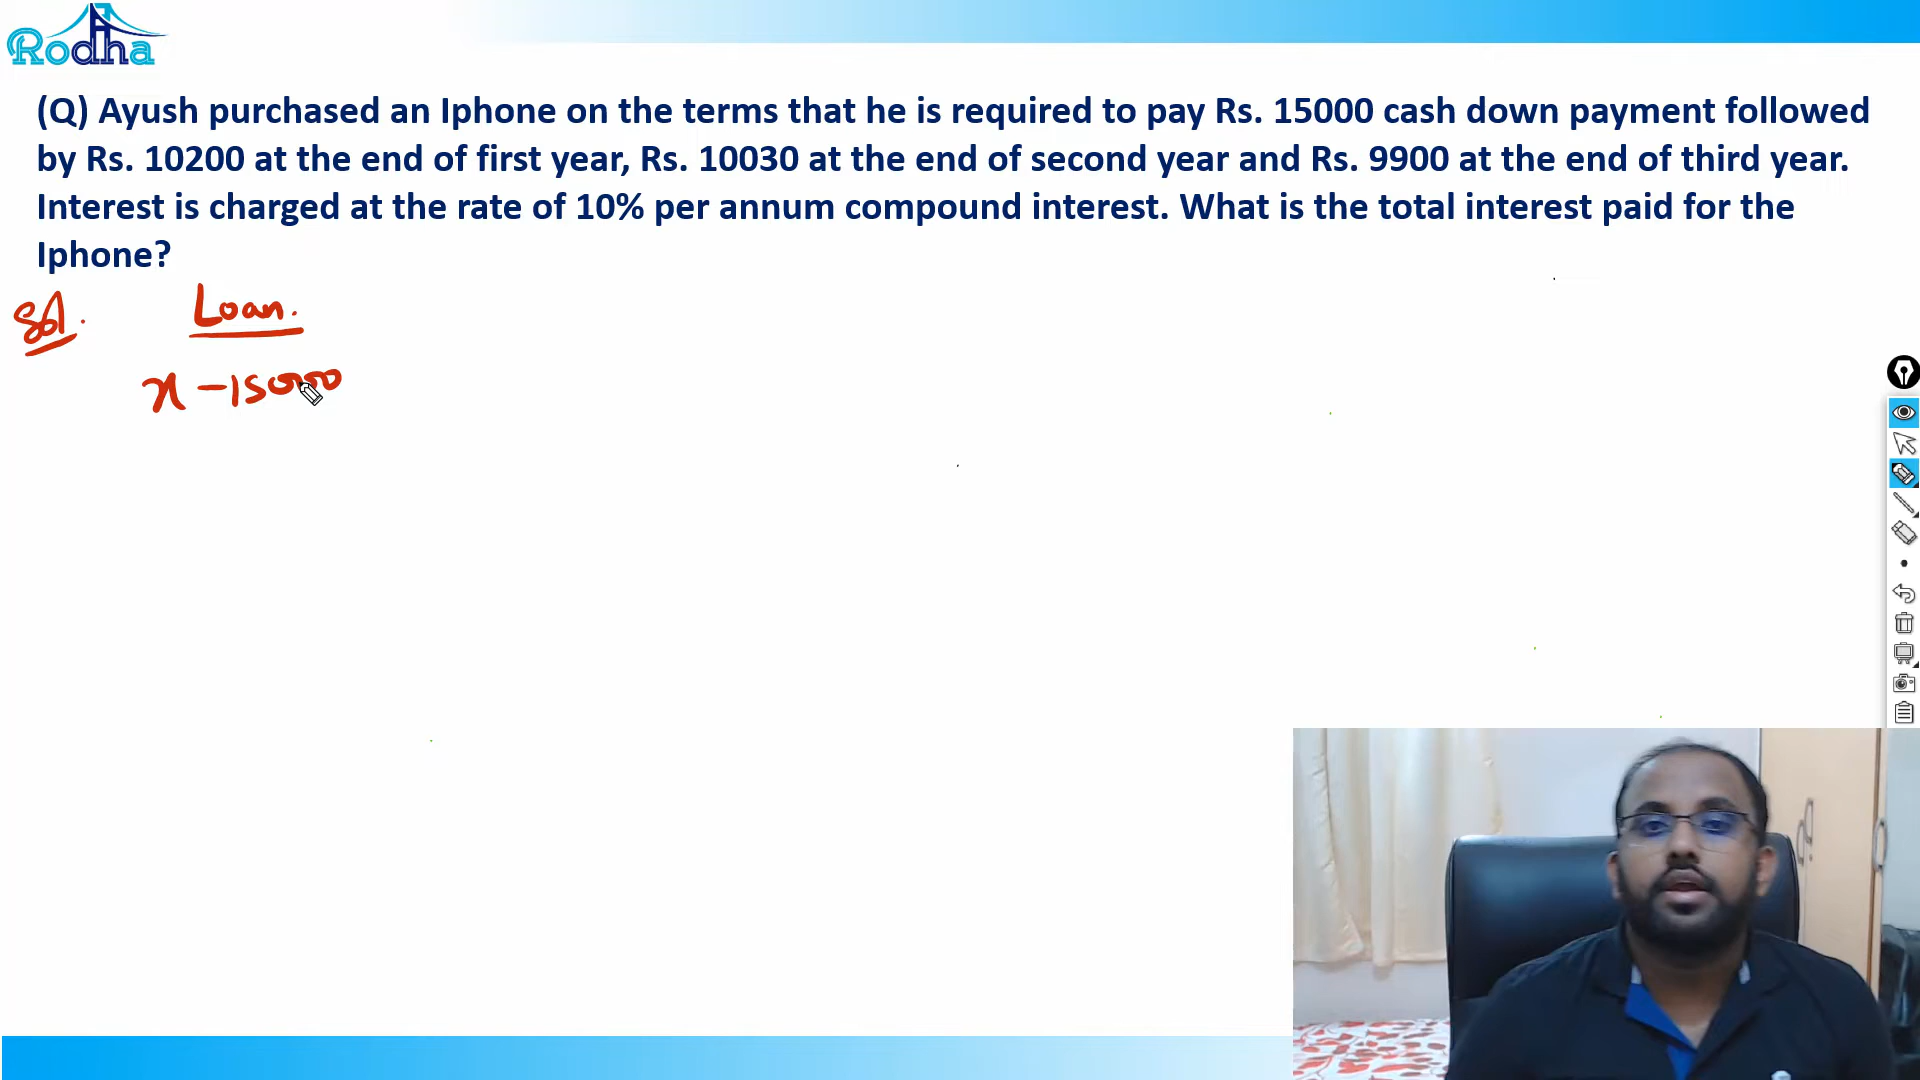 Rodha
(Q) Ayush purchased an Iphone on the terms that he is required to pay Rs. 15000 cash down payment followed
by Rs. 10200 at the end of first year, Rs. 10030 at the end of second year and Rs. 9900 at the end of third year.
Interest is charged at the rate of 10% per annum compound interest. What is the total interest paid for the
Iphone?
Sol. Loan.
x - 15000